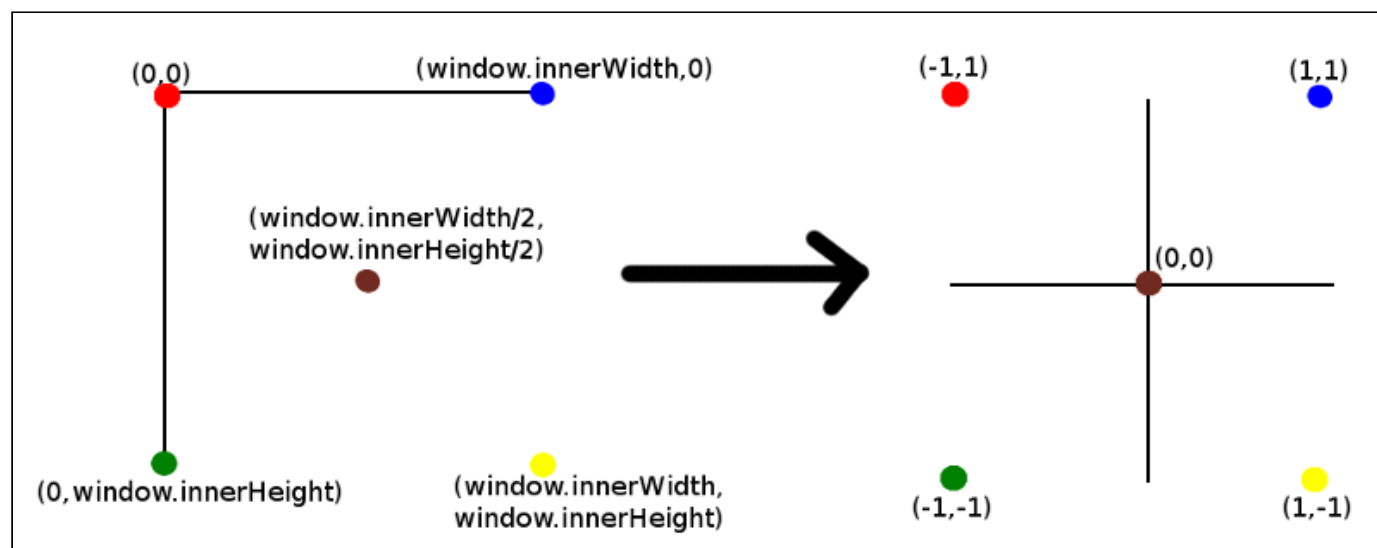 (0,0)
(window.innerWidth,0)
(window.innerWidth/2,
window.innerHeight/2)
(0,window.innerHeight)
(window.innerWidth,
window.innerHeight)
(-1,1)
(1,1)
(0,0)
(-1,-1)
(1,-1)